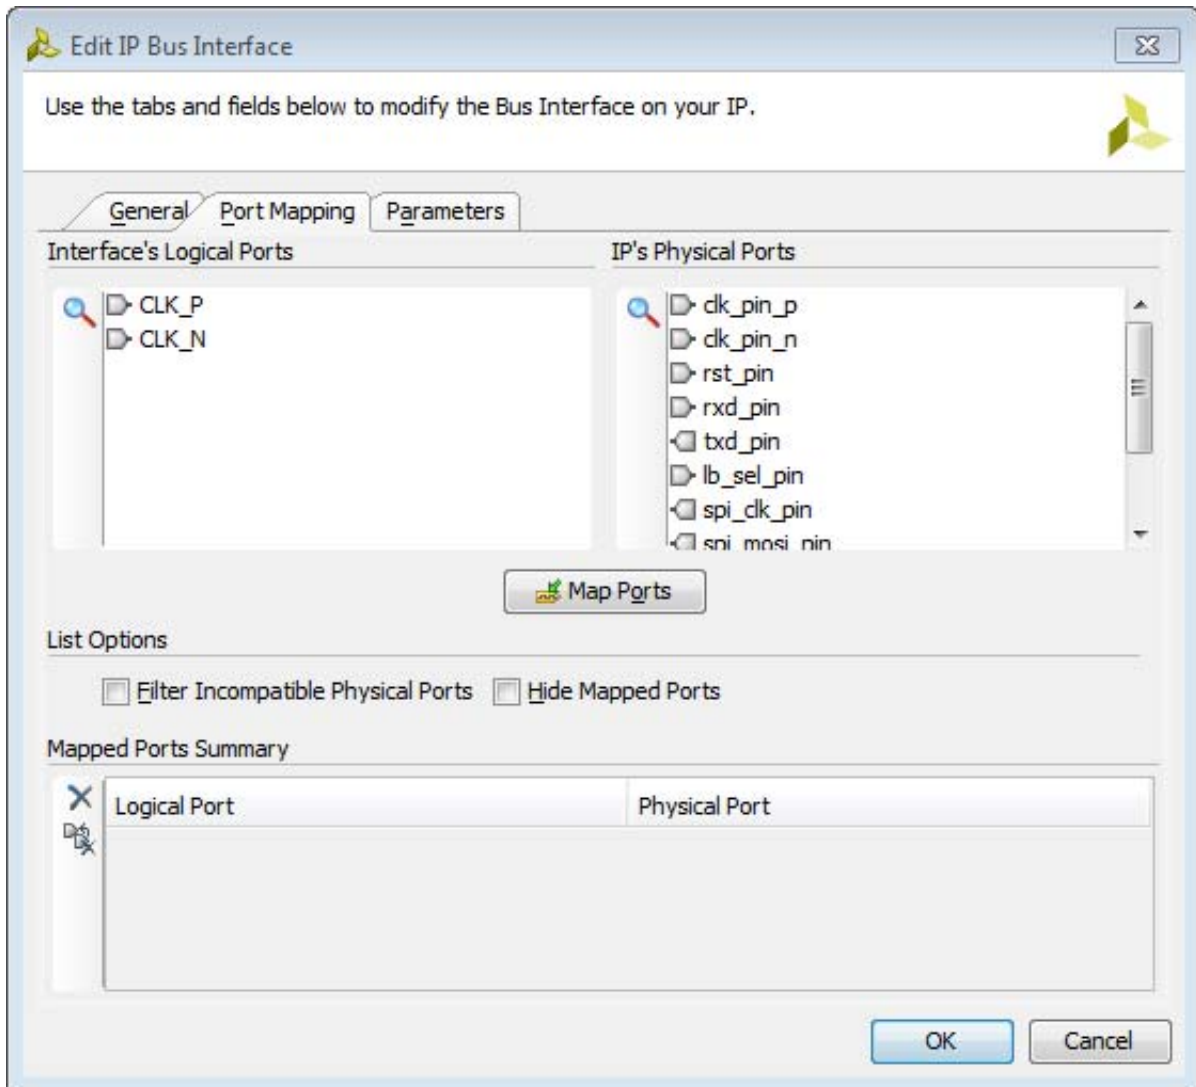 Edit IP Bus Interface
Use the tabs and fields below to modify the Bus Interface on your IP.
General Port Mapping Parameters
Interface's Logical Ports IP's Physical Ports
CLK_P clk_pin_p
CLK_N clk_pin_n
rst_pin
rxd_pin
txd_pin
lb_sel_pin
spi_clk_pin
spi_mosi_pin
Map Ports
List Options
Filter Incompatible Physical Ports Hide Mapped Ports
Mapped Ports Summary
Logical Port Physical Port
OK Cancel